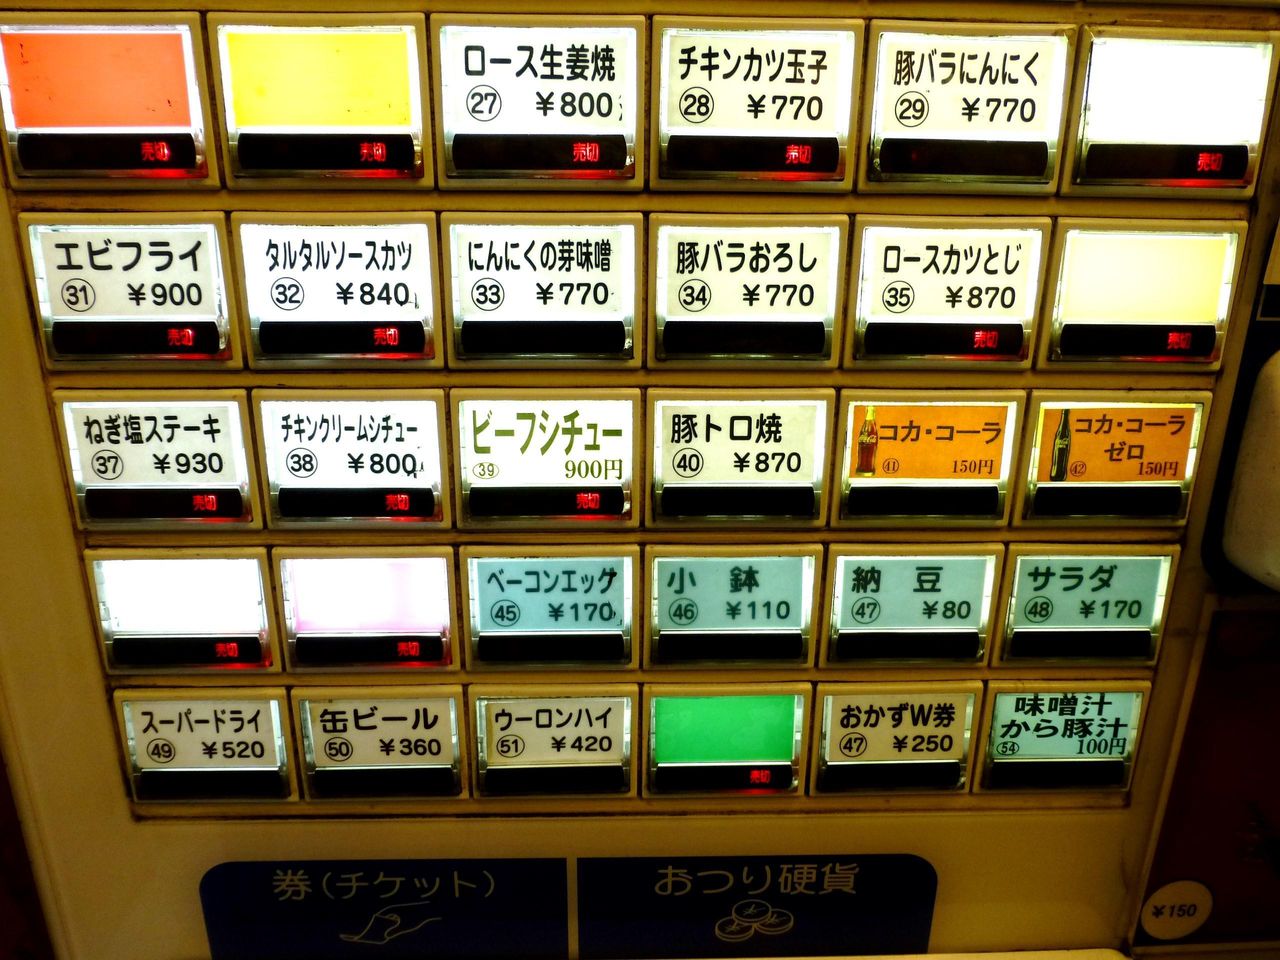 売切
売切
ロース生姜焼
27 ¥800
売切
チキンカツ玉子
28 ¥770
売切
豚バラにんにく
29 ¥770
売切
エビフライ
31 ¥900
売切
タルタルソースカツ
32 ¥840
売切
にんにくの芽味噌
33 ¥770
豚バラおろし
34 ¥770
ロースカツとじ
35 ¥870
売切
売切
ねぎ塩ステーキ
37 ¥930
売切
チキンクリームシチュー
38 ¥800
売切
ビーフシチュー
39 900円
売切
豚トロ焼
40 ¥870
コカ・コーラ
41 150円
コカ・コーラ
ゼロ
42 150円
売切
売切
ベーコンエッグ
45 ¥170
小鉢
46 ¥110
納豆
47 ¥80
サラダ
48 ¥170
スーパードライ
49 ¥520
缶ビール
50 ¥360
ウーロンハイ
51 ¥420
売切
おかずW券
47 ¥250
味噌汁
から豚汁
54 100円
券(チケット)
おつり硬貨
¥150